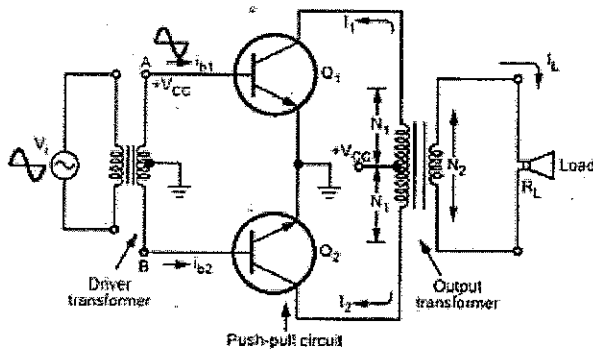 A
i_b1
+V_CC
Q_1
I_1
I_L
V_i
N_1
+V_CC
N_1
N_2
R_L
Load
B
i_b2
Q_2
I_2
Driver
transformer
Output
transformer
Push-pull circuit